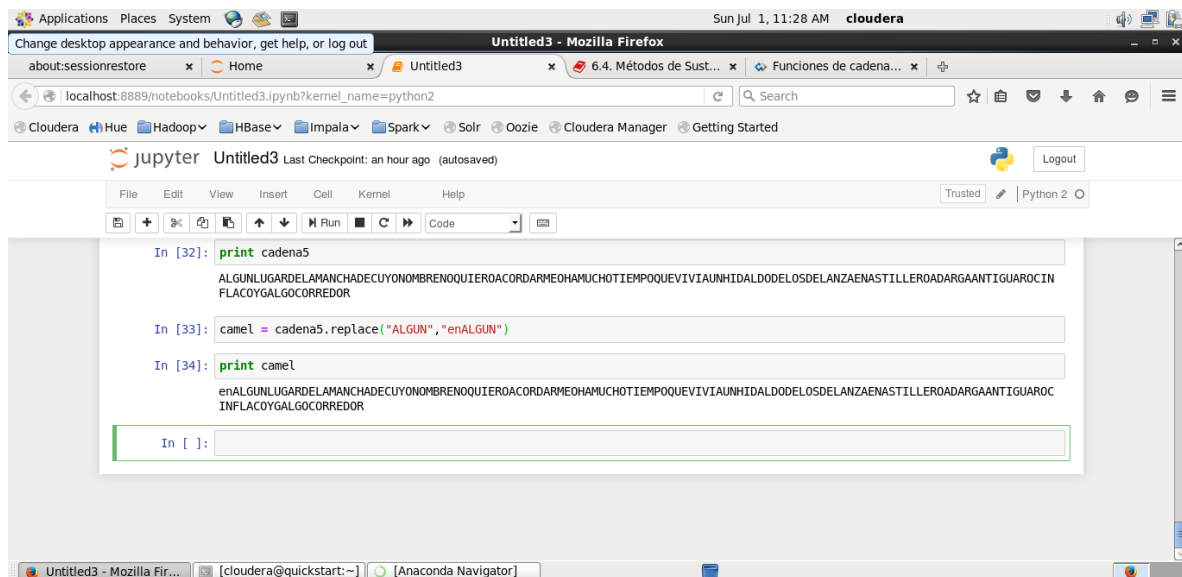 Applications Places System Sun Jul 1, 11:28 AM cloudera
Change desktop appearance and behavior, get help, or log out Untitled3 - Mozilla Firefox
about:sessionrestore Home Untitled3 6.4. Métodos de Sust... Funciones de cadena...
localhost:8889/notebooks/Untitled3.ipynb?kernel_name=python2 Search
Cloudera Hue Hadoop HBase Impala Spark Solr Oozie Cloudera Manager Getting Started
jupyter Untitled3 Last Checkpoint: an hour ago (autosaved) Logout
File Edit View Insert Cell Kernel Help Trusted Python 2
Run Code
In [32]: print cadena5
ALGUNLUGARDELAMANCHADECUYONOMBRENOQUIEROACORDARMEOHAMUCHOTIEMPOQUEVIVIAUNHIDALDODELOSDELANZAENASTILLEROADARGAANTIGUAROCIN
FLACOYGALGOCORREDOR
In [33]: camel = cadena5.replace("ALGUN","enALGUN")
In [34]: print camel
enALGUNLUGARDELAMANCHADECUYONOMBRENOQUIEROACORDARMEOHAMUCHOTIEMPOQUEVIVIAUNHIDALDODELOSDELANZAENASTILLEROADARGAANTIGUAROC
INFLACOYGALGOCORREDOR
In [ ]:
Untitled3 - Mozilla Fir... [cloudera@quickstart:~] [Anaconda Navigator]